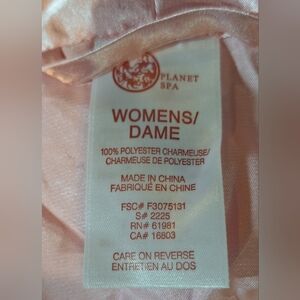 PLANET
SPA
WOMENS/
DAME
100% POLYESTER CHARMEUSE/
CHARMEUSE DE POLYESTER
MADE IN CHINA
FABRIQUÉ EN CHINE
FSC# F3075131
S# 2225
RN# 61981
CA# 16803
CARE ON REVERSE
ENTRETIEN AU DOS